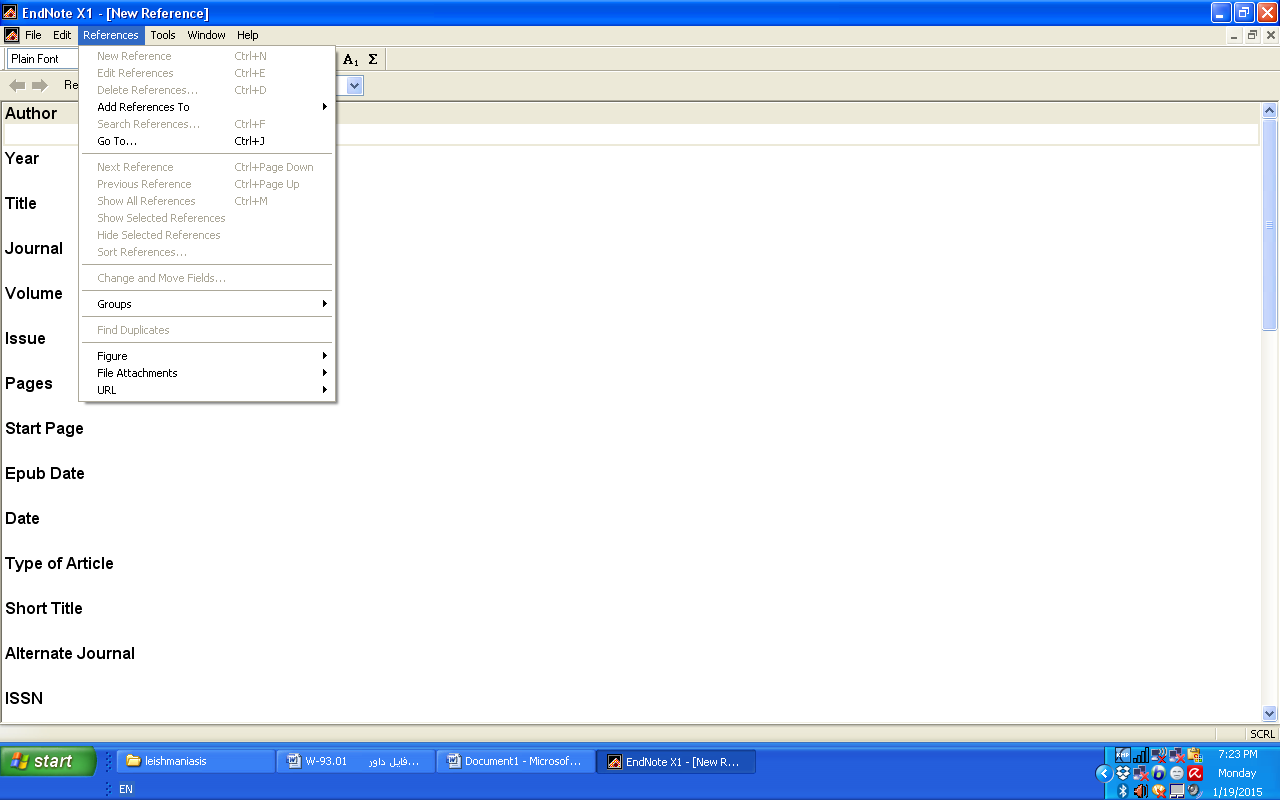 EndNote X1 - [New Reference]
File Edit References Tools Window Help
Plain Font A₁ Σ
Re
New Reference Ctrl+N
Edit References Ctrl+E
Delete References... Ctrl+D
Add References To
Search References... Ctrl+F
Go To... Ctrl+J
Next Reference Ctrl+Page Down
Previous Reference Ctrl+Page Up
Show All References Ctrl+M
Show Selected References
Hide Selected References
Sort References...
Change and Move Fields...
Groups
Find Duplicates
Figure
File Attachments
URL
Author
Year
Title
Journal
Volume
Issue
Pages
Start Page
Epub Date
Date
Type of Article
Short Title
Alternate Journal
ISSN
SCRL
start leishmaniasis W-93.01 فایل داور... Document1 - Microsof... EndNote X1 - [New R... 7:23 PM
Monday
EN 1/19/2015